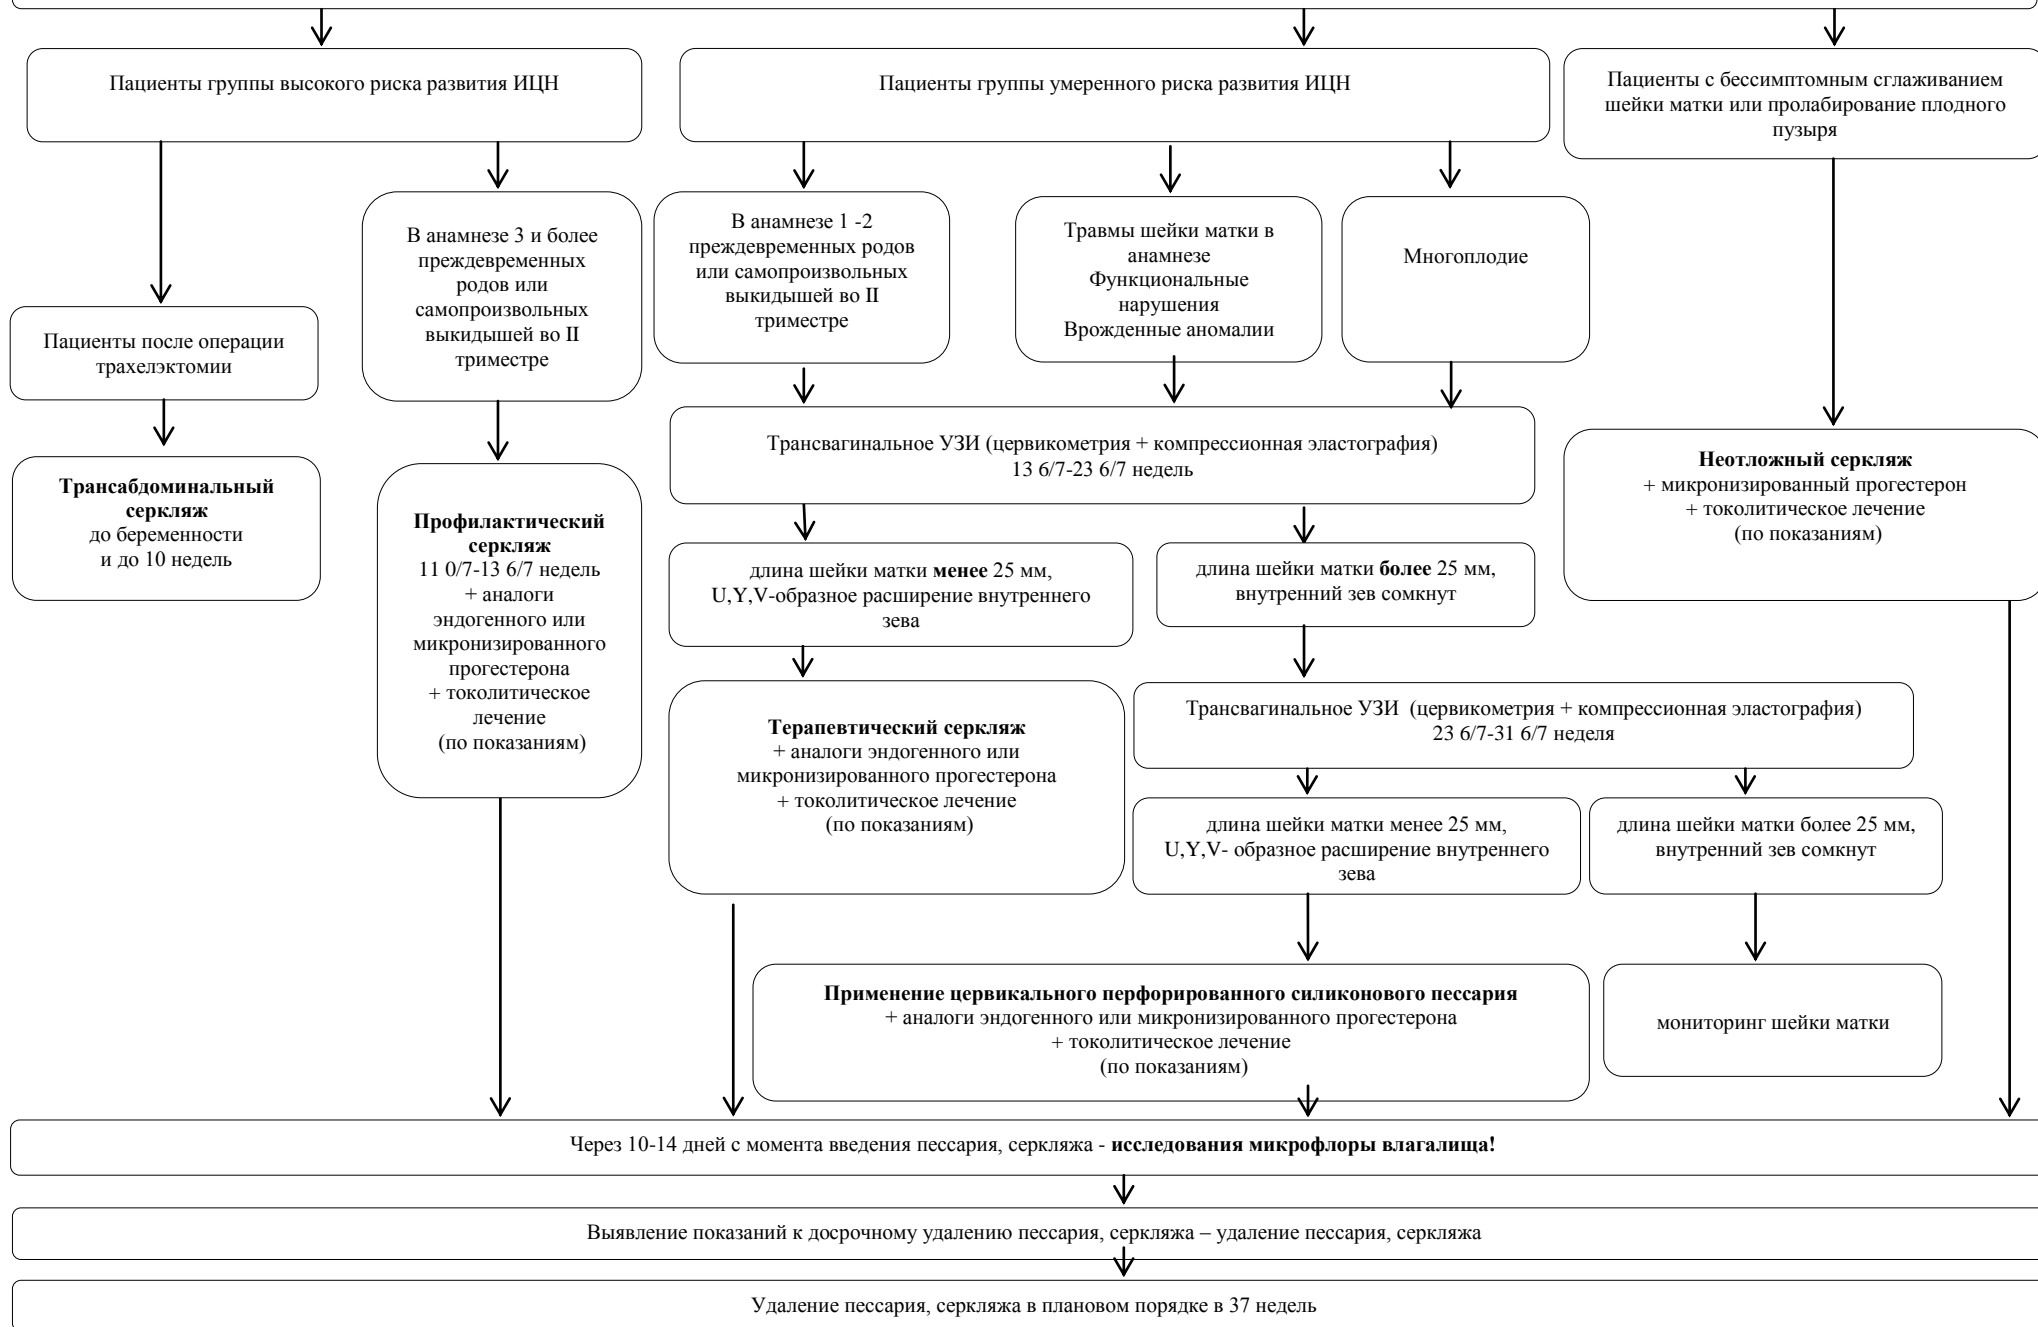 Пациенты группы высокого риска развития ИЦН
Пациенты группы умеренного риска развития ИЦН
Пациенты с бессимптомным сглаживанием
шейки матки или пролабирование плодного
пузыря
Пациенты после операции
трахелэктомии
В анамнезе 3 и более
преждевременных
родов или
самопроизвольных
выкидышей во II
триместре
В анамнезе 1 -2
преждевременных родов
или самопроизвольных
выкидышей во II
триместре
Травмы шейки матки в
анамнезе
Функциональные
нарушения
Врожденные аномалии
Многоплодие
Трансабдоминальный
серкляж
до беременности
и до 10 недель
Профилактический
серкляж
11 0/7-13 6/7 недель
+ аналоги
эндогенного или
микронизированного
прогестерона
+ токолитическое
лечение
(по показаниям)
Трансвагинальное УЗИ (цервикометрия + компрессионная эластография)
13 6/7-23 6/7 недель
Неотложный серкляж
+ микронизированный прогестерон
+ токолитическое лечение
(по показаниям)
длина шейки матки менее 25 мм,
U,Y,V-образное расширение внутреннего
зева
длина шейки матки более 25 мм,
внутренний зев сомкнут
Терапевтический серкляж
+ аналоги эндогенного или
микронизированного прогестерона
+ токолитическое лечение
(по показаниям)
Трансвагинальное УЗИ (цервикометрия + компрессионная эластография)
23 6/7-31 6/7 неделя
длина шейки матки менее 25 мм,
U,Y,V- образное расширение внутреннего
зева
длина шейки матки более 25 мм,
внутренний зев сомкнут
Применение цервикального перфорированного силиконового пессария
+ аналоги эндогенного или микронизированного прогестерона
+ токолитическое лечение
(по показаниям)
мониторинг шейки матки
Через 10-14 дней с момента введения пессария, серкляжа - исследования микрофлоры влагалища!
Выявление показаний к досрочному удалению пессария, серкляжа – удаление пессария, серкляжа
Удаление пессария, серкляжа в плановом порядке в 37 недель